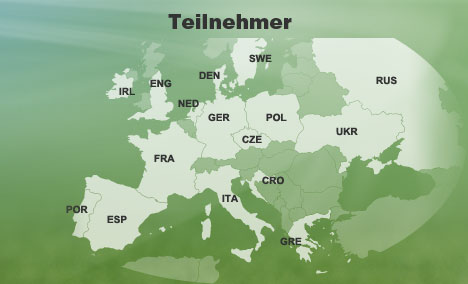 Teilnehmer
SWE
DEN
RUS
ENG
IRL
NED
GER
POL
UKR
CZE
FRA
CRO
ITA
POR
ESP
GRE